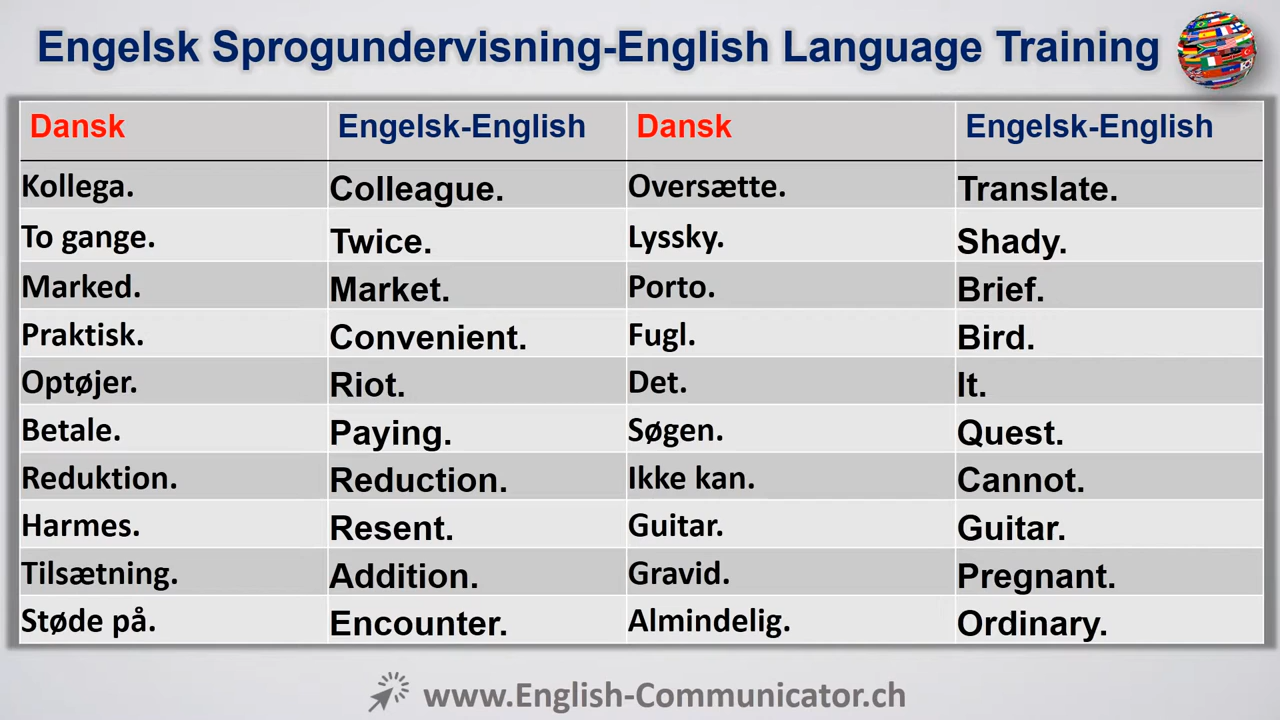 Engelsk Sprogundervisning-English Language Training
Dansk Engelsk-English Dansk Engelsk-English
Kollega. Colleague. Oversætte. Translate.
To gange. Twice. Lyssky. Shady.
Marked. Market. Porto. Brief.
Praktisk. Convenient. Fugl. Bird.
Optøjer. Riot. Det. It.
Betale. Paying. Søgen. Quest.
Reduktion. Reduction. Ikke kan. Cannot.
Harmes. Resent. Guitar. Guitar.
Tilsætning. Addition. Gravid. Pregnant.
Støde på. Encounter. Almindelig. Ordinary.
www.English-Communicator.ch